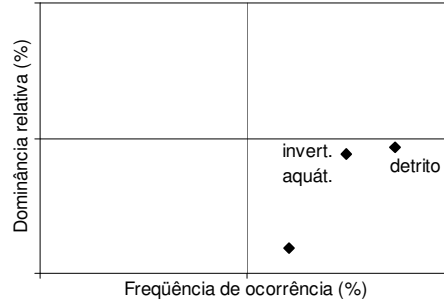 Dominância relativa (%)
invert.
aquát.
detrito
Freqüência de ocorrência (%)